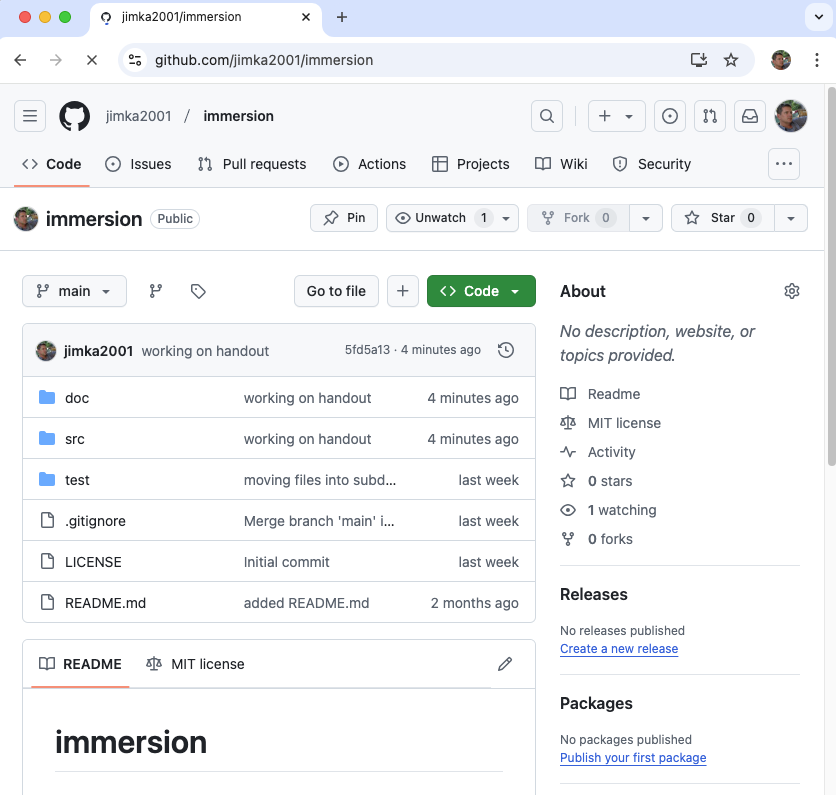 jimka2001/immersion
github.com/jimka2001/immersion
jimka2001 / immersion
Code Issues Pull requests Actions Projects Wiki Security
immersion Public Pin Unwatch 1 Fork 0 Star 0
main Go to file Code
jimka2001 working on handout 5fd5a13 · 4 minutes ago
doc working on handout 4 minutes ago
src working on handout 4 minutes ago
test moving files into subd... last week
.gitignore Merge branch 'main' i... last week
LICENSE Initial commit last week
README.md added README.md 2 months ago
README MIT license
immersion
About
No description, website, or
topics provided.
Readme
MIT license
Activity
0 stars
1 watching
0 forks
Releases
No releases published
Create a new release
Packages
No packages published
Publish your first package